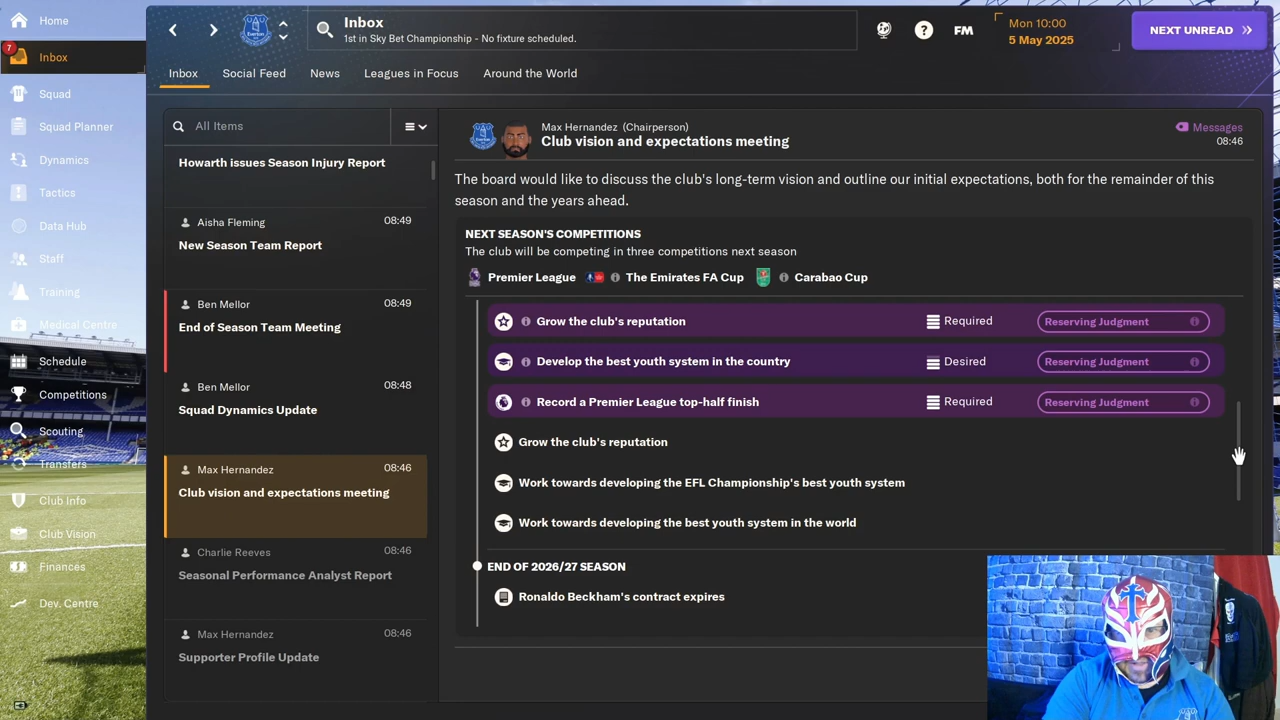 Home
7
Inbox
Squad
Squad Planner
Dynamics
Tactics
Data Hub
Staff
Training
Medical Centre
Schedule
Competitions
Scouting
Transfers
Club Info
Club Vision
Finances
Dev. Centre
Inbox
1st in Sky Bet Championship - No fixture scheduled.
?
FM
Mon 10:00
5 May 2025
NEXT UNREAD
Inbox
Social Feed
News
Leagues in Focus
Around the World
All Items
Howarth issues Season Injury Report
Aisha Fleming 08:49
New Season Team Report
Ben Mellor 08:49
End of Season Team Meeting
Ben Mellor 08:48
Squad Dynamics Update
Max Hernandez 08:46
Club vision and expectations meeting
Charlie Reeves 08:46
Seasonal Performance Analyst Report
Max Hernandez 08:46
Supporter Profile Update
Max Hernandez (Chairperson)
Club vision and expectations meeting
Messages
08:46
The board would like to discuss the club's long-term vision and outline our initial expectations, both for the remainder of this
season and the years ahead.
NEXT SEASON'S COMPETITIONS
The club will be competing in three competitions next season
Premier League The Emirates FA Cup Carabao Cup
Grow the club's reputation Required Reserving Judgment
Develop the best youth system in the country Desired Reserving Judgment
Record a Premier League top-half finish Required Reserving Judgment
Grow the club's reputation
Work towards developing the EFL Championship's best youth system
Work towards developing the best youth system in the world
END OF 2026/27 SEASON
Ronaldo Beckham's contract expires